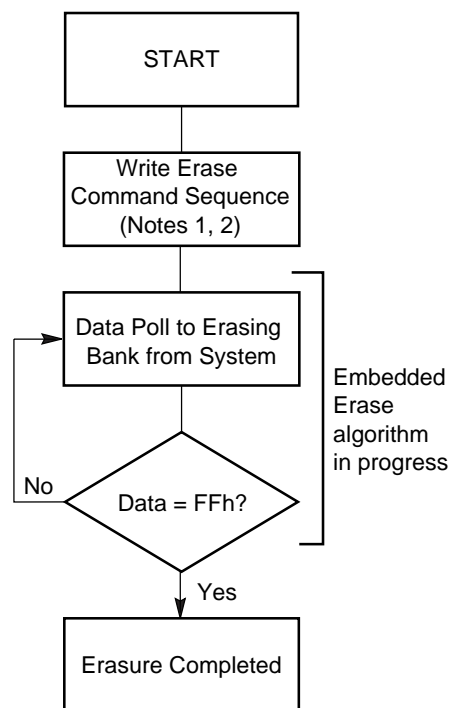 START
Write Erase
Command Sequence
(Notes 1, 2)
Data Poll to Erasing
Bank from System
Embedded
Erase
algorithm
in progress
No
Data = FFh?
Yes
Erasure Completed